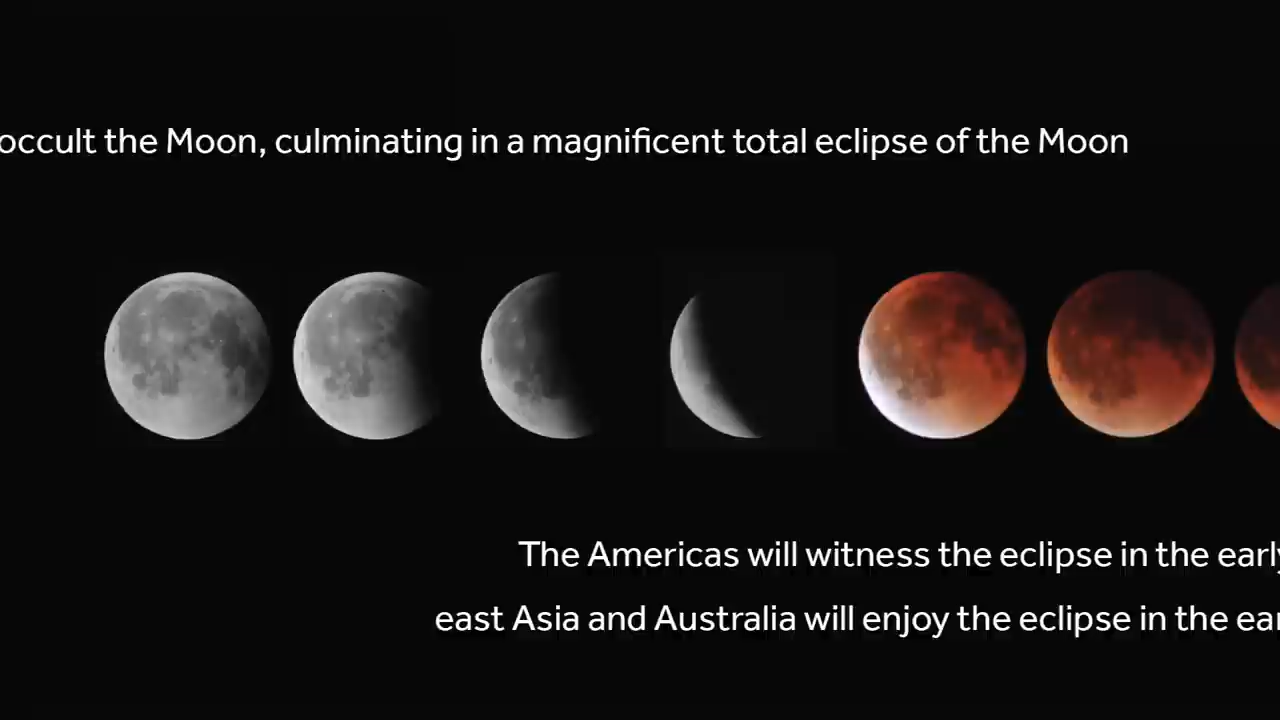 occult the Moon, culminating in a magnificent total eclipse of the Moon
The Americas will witness the eclipse in the
east Asia and Australia will enjoy the eclipse in the